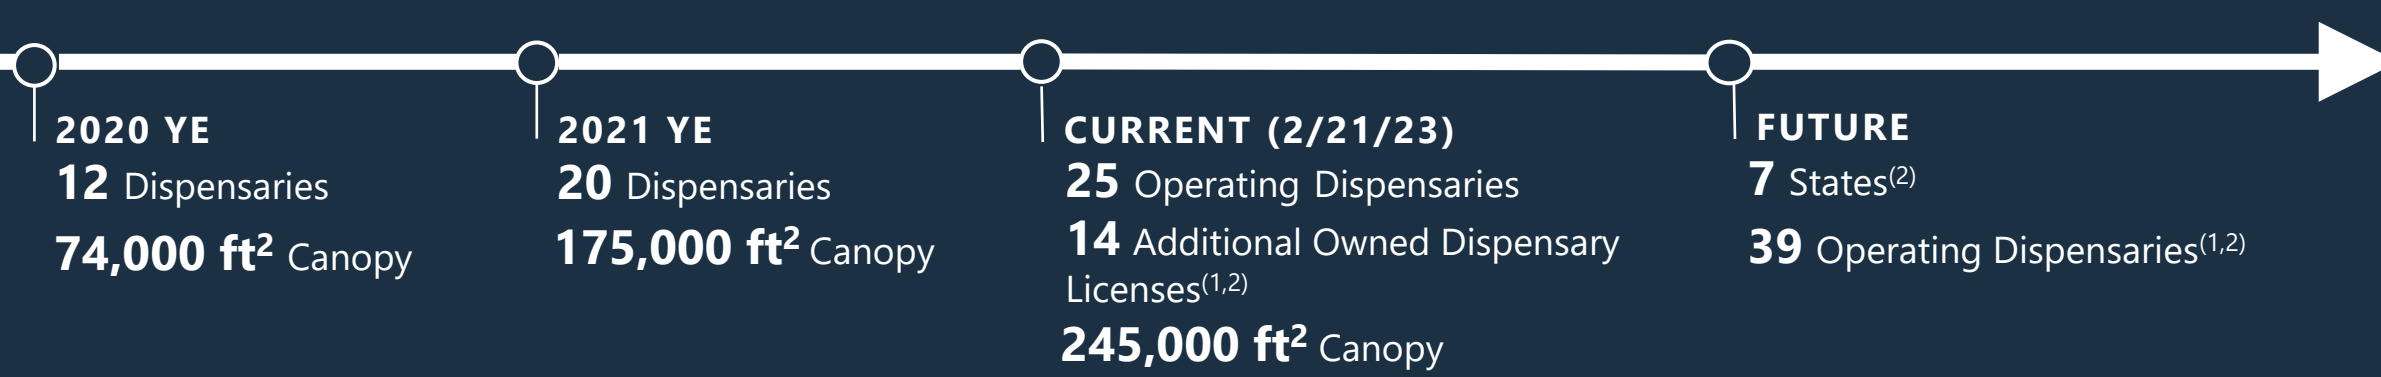 2020 YE
12 Dispensaries
74,000 ft² Canopy
2021 YE
20 Dispensaries
175,000 ft² Canopy
CURRENT (2/21/23)
25 Operating Dispensaries
14 Additional Owned Dispensary
Licenses(1,2)
245,000 ft² Canopy
FUTURE
7 States(2)
39 Operating Dispensaries(1,2)